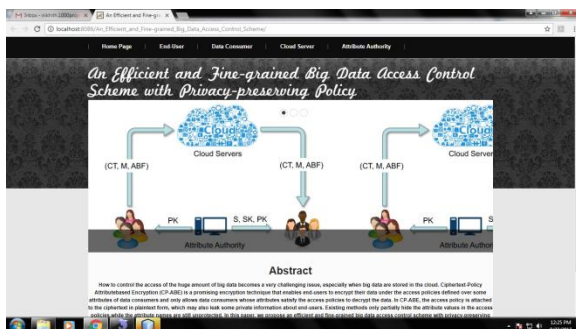 An Efficient and Fine-gra
localhost:8086/An_Efficient_and_Fine-grained_Big_Data_Access_Control_Scheme/
Home Page | End-User | Data Consumer | Cloud Server | Attribute Authority
An Efficient and Fine-grained Big Data Access Control
Scheme with Privacy-preserving Policy
Cloud Cloud
Cloud Servers Cloud Server
(CT, M, ABF) (CT, M, ABF) (CT, M, ABF)
PK S, SK, PK PK S
Attribute Authority Attribute Authority
Abstract
How to control the access of the huge amount of big data becomes a very challenging issue, especially when big data are stored in the cloud. Ciphertext-Policy
Attributebased Encryption (CP-ABE) is a promising encryption technique that enables end-users to encrypt their data under the access policies defined over some
attributes of data consumers and only allows data consumers whose attributes satisfy the access policies to decrypt the data. In CP-ABE, the access policy is attached
to the ciphertext in plaintext form, which may also leak some private information about end-users. Existing methods only partially hide the attribute values in the access
policies, while the attribute names are still unprotected. In this paper, we propose an efficient and fine-grained big data access control scheme with privacy-preserving
12:25 PM